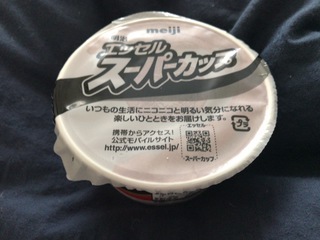 meiji
明治
エッセル
スーパーカップ
いつもの生活にニコニコと明るい気分になれる
楽しいひとときをお届けします。
携帯からアクセス!
公式モバイルサイト
http://www.essel.jp/
エッセル
スーパーカップ